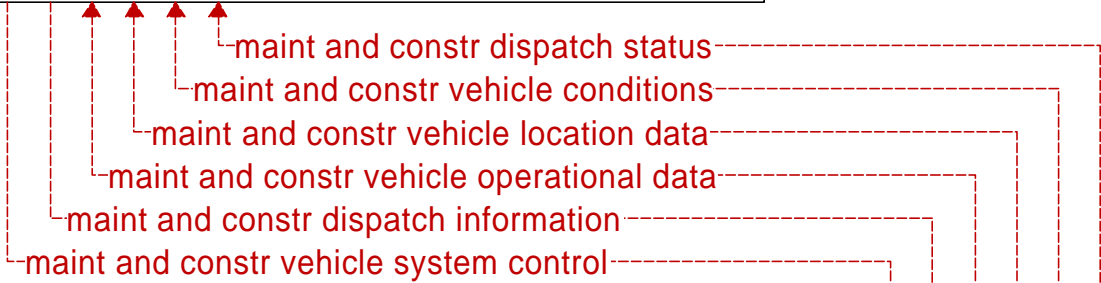 maint and constr dispatch status
maint and constr vehicle conditions
maint and constr vehicle location data
maint and constr vehicle operational data
maint and constr dispatch information
maint and constr vehicle system control